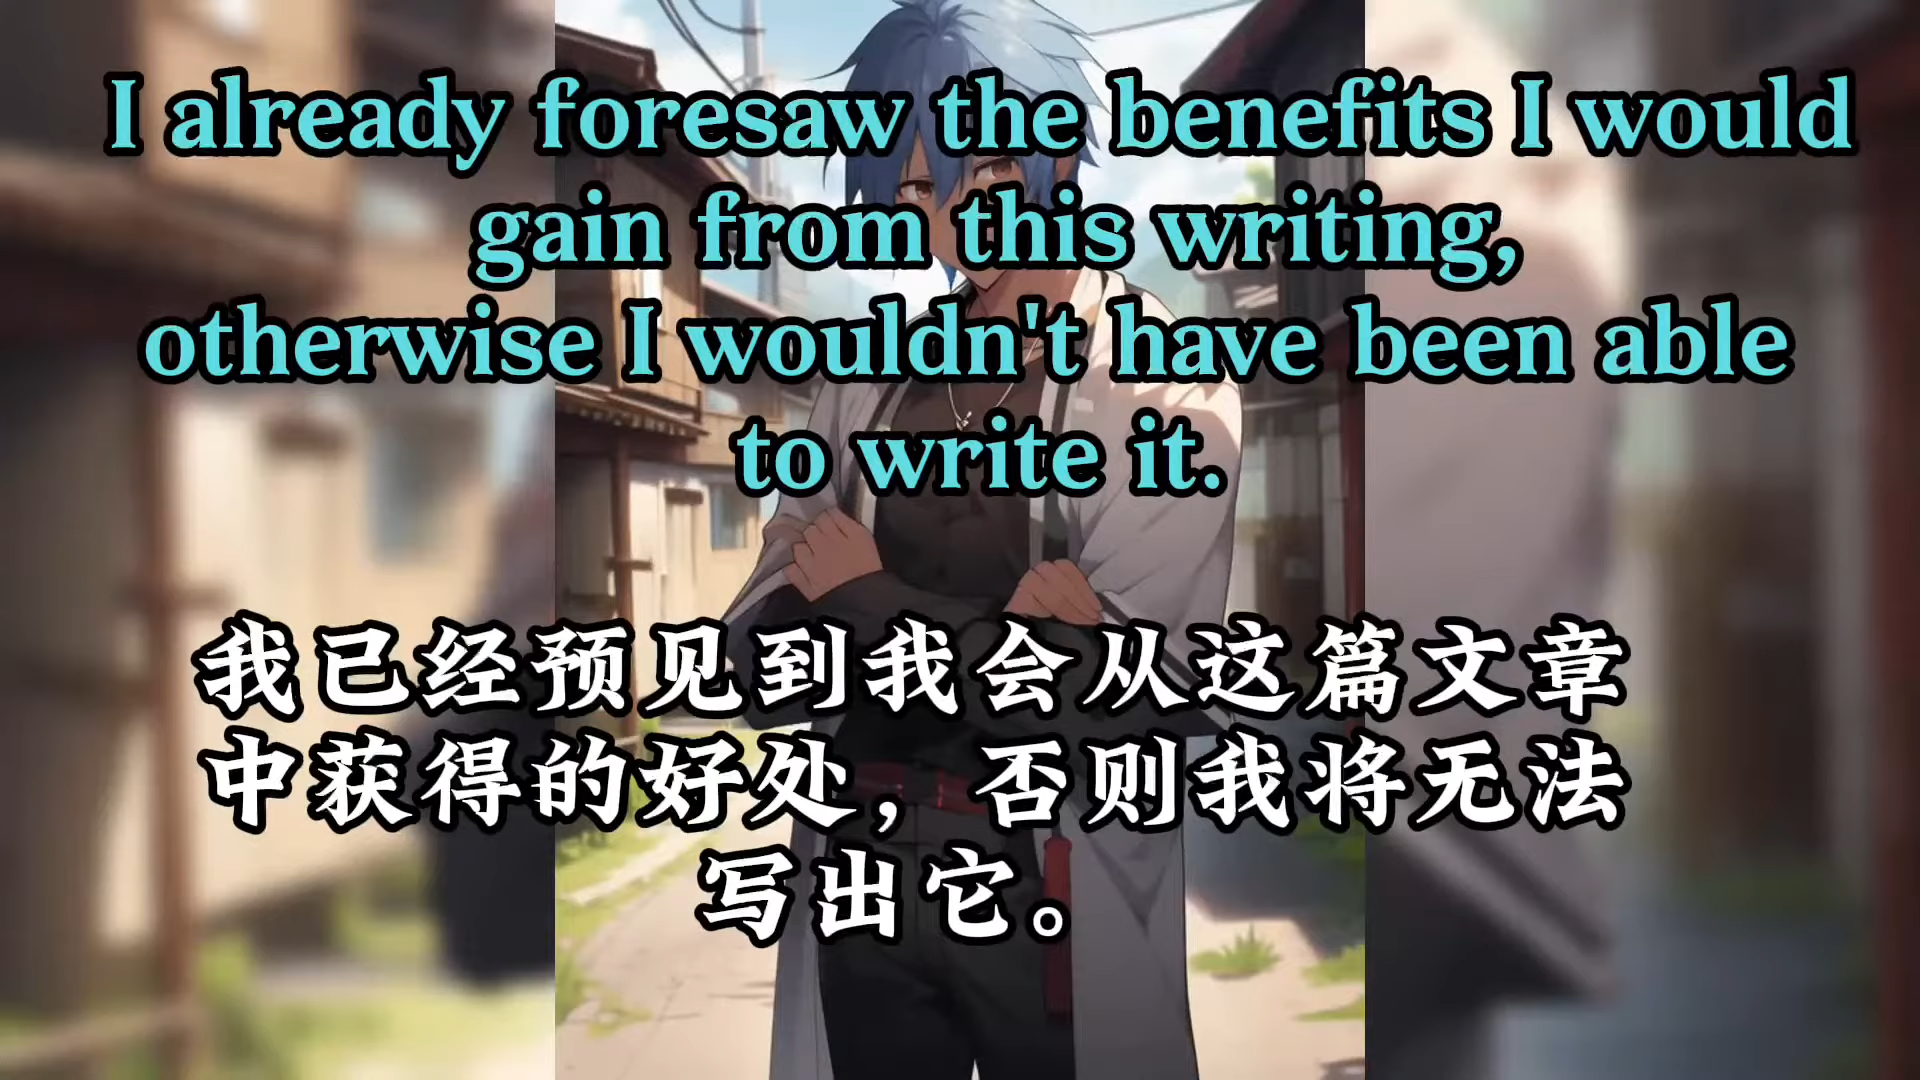 I already foresaw the benefits I would
gain from this writing,
otherwise I wouldn't have been able
to write it.
我已经预见到我会从这篇文章
中获得的好处，否则我将无法
写出它。